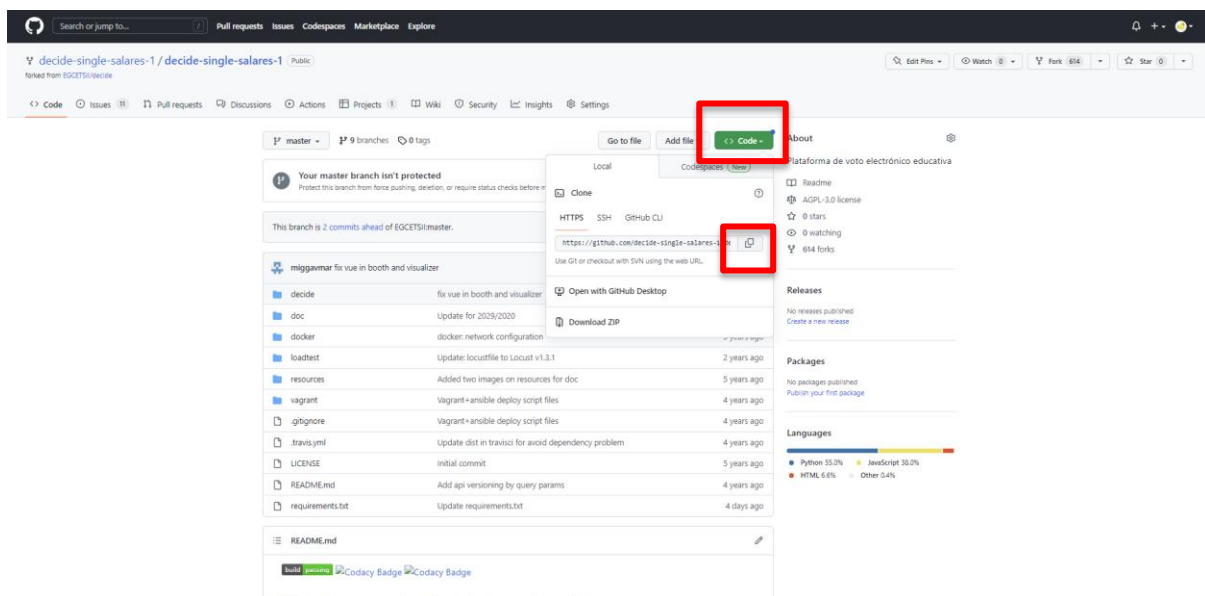 Search or jump to... / Pull requests Issues Codespaces Marketplace Explore
decide-single-salares-1 / decide-single-salares-1 Public
forked from EGCETSII/decide
Edit Pins Watch 0 Fork 614 Star 0
<> Code Issues 11 Pull requests Discussions Actions Projects 1 Wiki Security Insights Settings
master 9 branches 0 tags Go to file Add file <> Code
About
Plataforma de voto electrónico educativa
Readme
AGPL-3.0 license
0 stars
0 watching
614 forks
Releases
No releases published
Create a new release
Packages
No packages published
Publish your first package
Languages
Python 55.0% JavaScript 38.0%
HTML 6.6% Other 0.4%
Local Codespaces New
Clone
HTTPS SSH GitHub CLI
https://github.com/decide-single-salares-1/de
Use Git or checkout with SVN using the web URL.
Open with GitHub Desktop
Download ZIP
Your master branch isn't protected
Protect this branch from force pushing, deletion, or require status checks before
This branch is 2 commits ahead of EGCETSII:master.
miggavmar fix vue in booth and visualizer
decide fix vue in booth and visualizer
doc Update for 2029/2020
docker docker: network configuration
loadtest Update: locustfile to Locust v1.3.1 2 years ago
resources Added two images on resources for doc 5 years ago
vagrant Vagrant+ansible deploy script files 4 years ago
.gitignore Vagrant+ansible deploy script files 4 years ago
.travis.yml Update dist in travisci for avoid dependency problem 4 years ago
LICENSE Initial commit 5 years ago
README.md Add api versioning by query params 4 years ago
requirements.txt Update requirements.txt 4 days ago
README.md
build passing Codacy Badge Codacy Badge